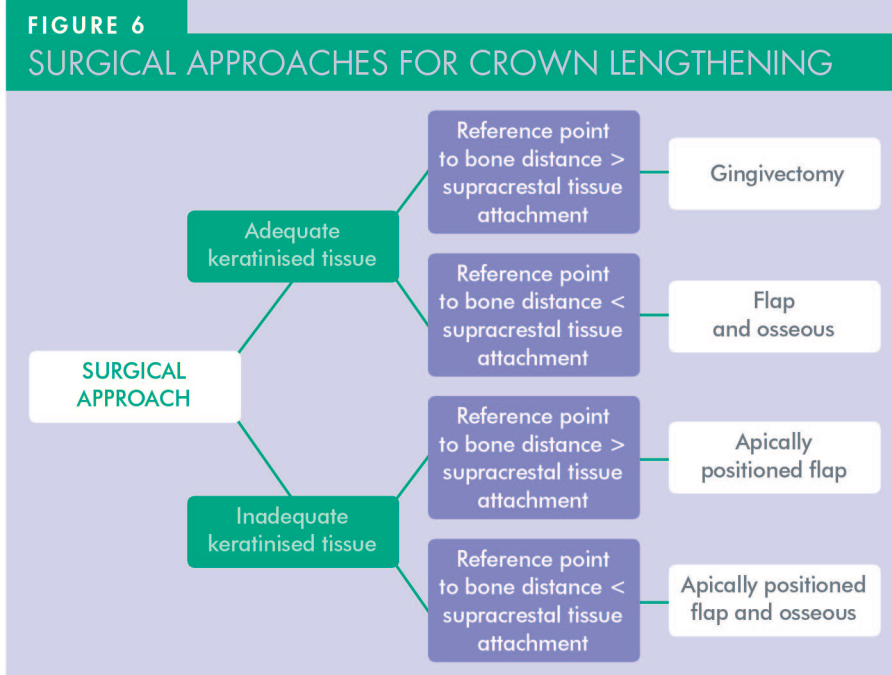 FIGURE 6
SURGICAL APPROACHES FOR CROWN LENGTHENING
Reference point
to bone distance >
supracrestal tissue
attachment
Gingivectomy
Adequate
keratinised tissue
Reference point
to bone distance <
supracrestal tissue
attachment
Flap
and osseous
SURGICAL
APPROACH
Reference point
to bone distance >
supracrestal tissue
attachment
Apically
positioned flap
Inadequate
keratinised tissue
Reference point
to bone distance <
supracrestal tissue
attachment
Apically positioned
flap and osseous